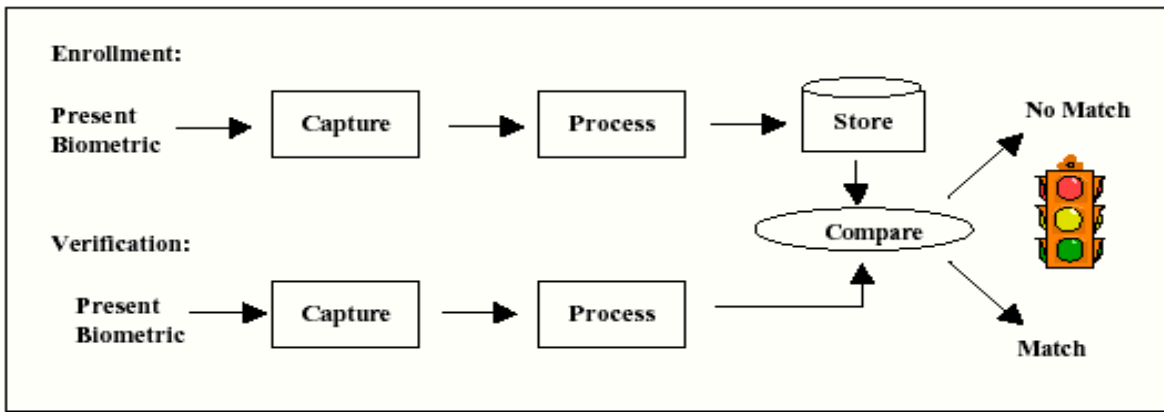 Enrollment:
Present
Biometric
Capture
Process
Store
No Match
Compare
Verification:
Present
Biometric
Capture
Process
Match